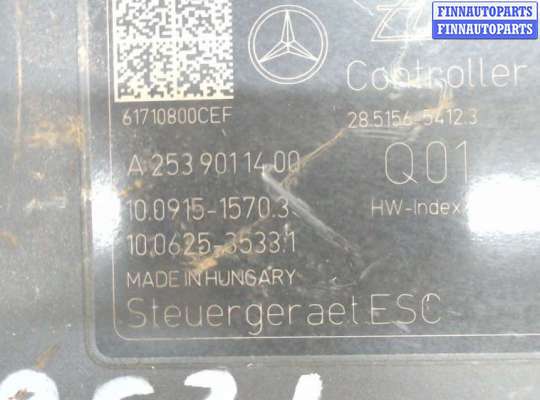 FINNAUTOPARTS
FINNAUTOPARTS
Controller
61710800CEF
28.5156-5412.3
A 253 901 14 00
Q01
10.0915-1570.3
HW-Index
10.0625-3533.1
MADE IN HUNGARY
Steuergeraet ESC